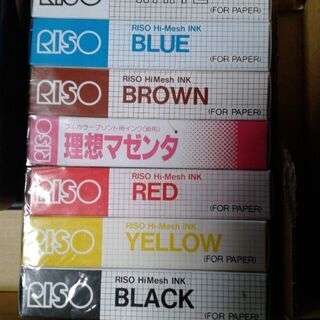 RISO
WHITE
(FOR PAPER)
RISO
RISO HiMesh INK
BLUE
(FOR PAPER)
RISO
RISO HiMesh INK
BROWN
(FOR PAPER)
RISO
フルカラープリント用インク(紙用)
理想マゼンタ
RISO
RISO Hi-Mesh INK
RED
(FOR PAPER)
RISO
RISO Hi-Mesh INK
YELLOW
(FOR PAPER)
RISO
RISO HiMesh INK
BLACK
(FOR PAPER)